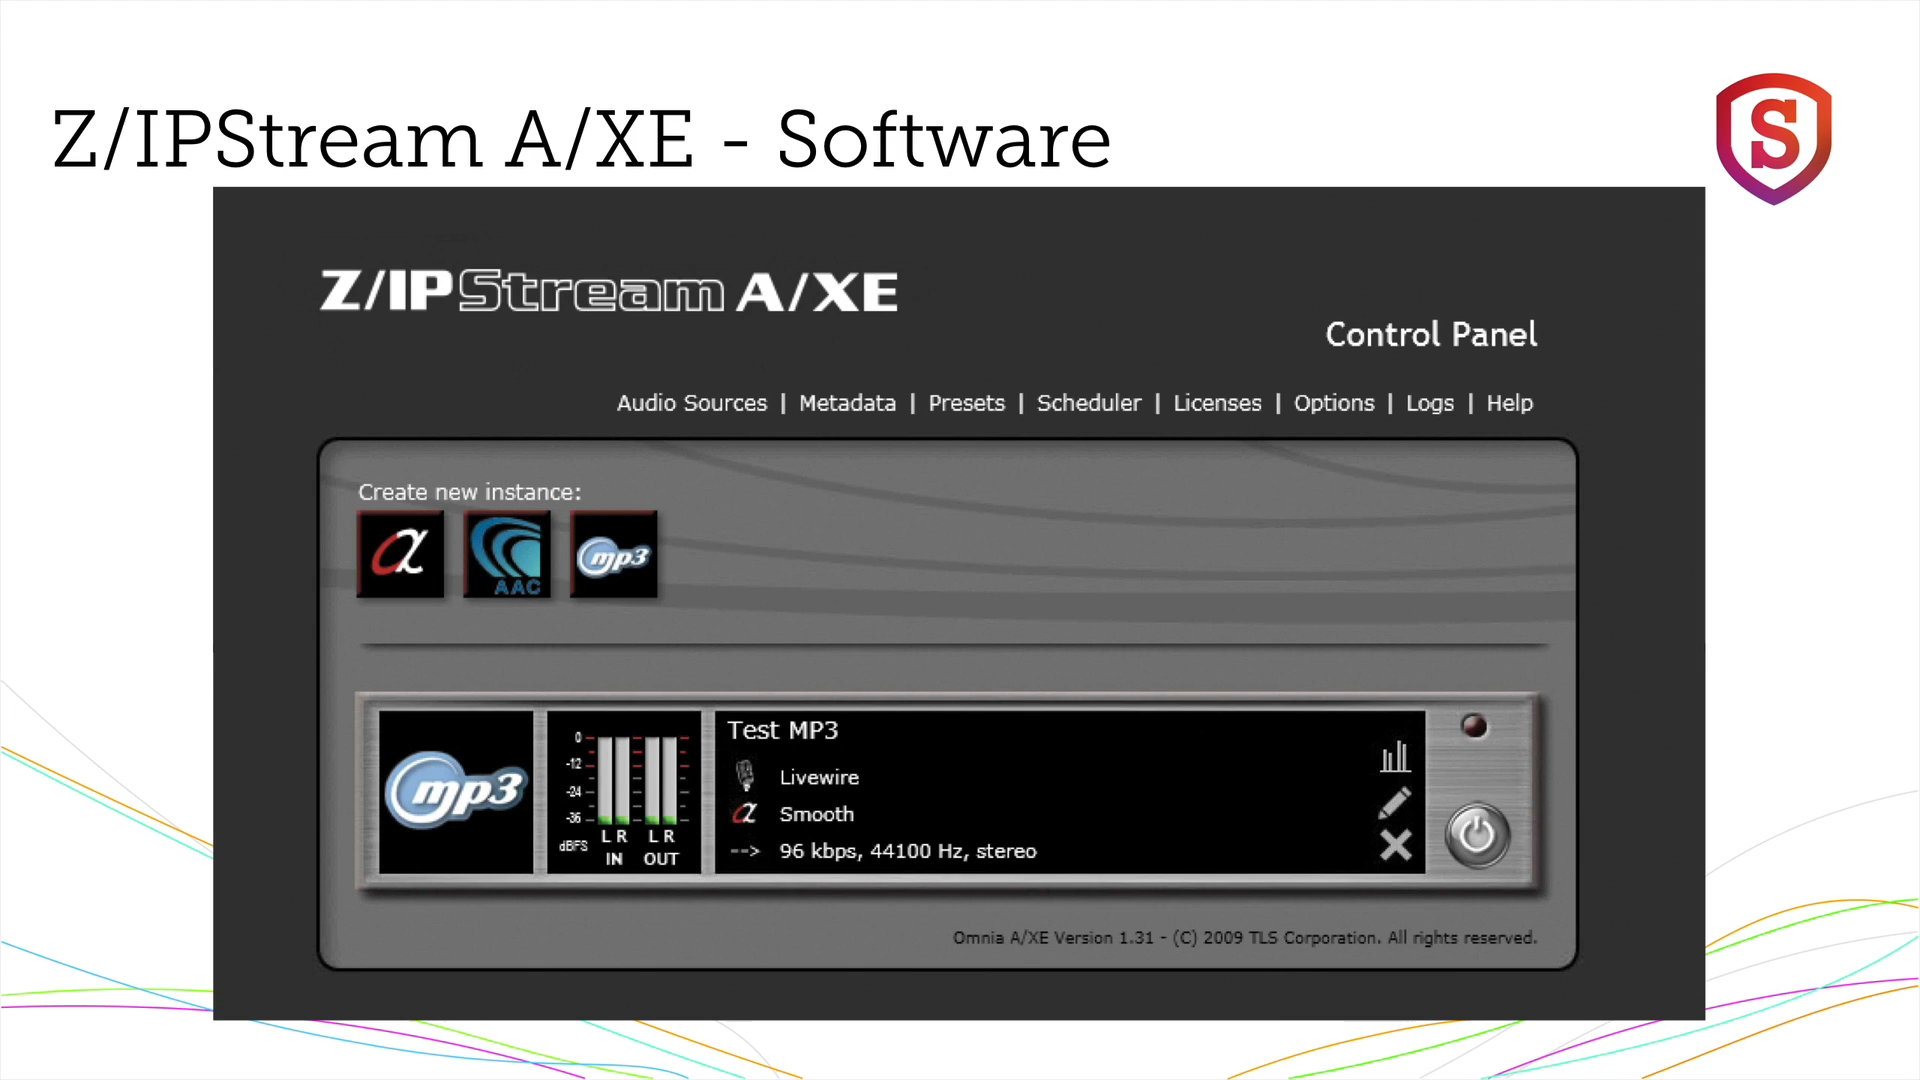 Z/IPStream A/XE - Software
S
Z/IPStream A/XE
Control Panel
Audio Sources | Metadata | Presets | Scheduler | Licenses | Options | Logs | Help
Create new instance:
α AAC mp3
mp3
0
-12
-24
-36
dBFS
L R L R
IN OUT
Test MP3
Livewire
α Smooth
--> 96 kbps, 44100 Hz, stereo
Omnia A/XE Version 1.31 - (C) 2009 TLS Corporation. All rights reserved.